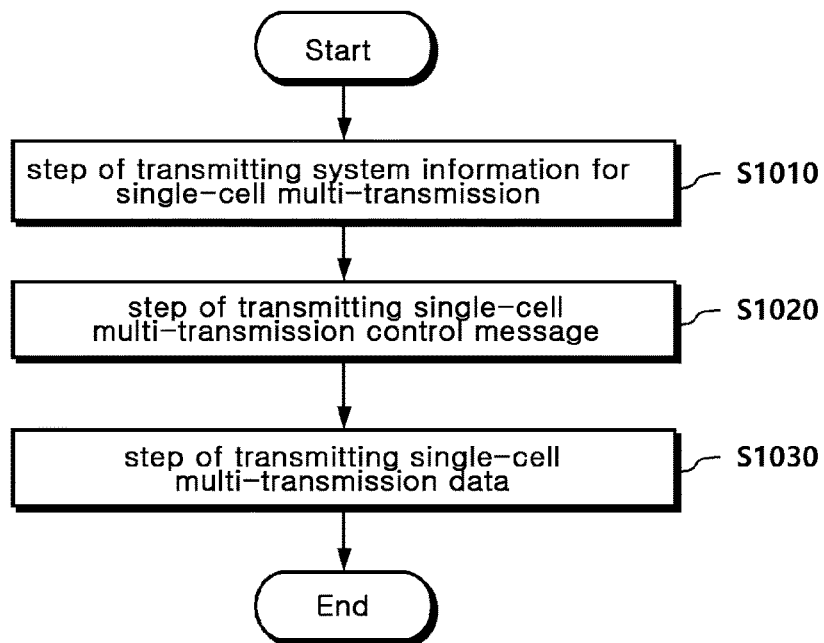 Start
step of transmitting system information for
single-cell multi-transmission
S1010
step of transmitting single-cell
multi-transmission control message
S1020
step of transmitting single-cell
multi-transmission data
S1030
End